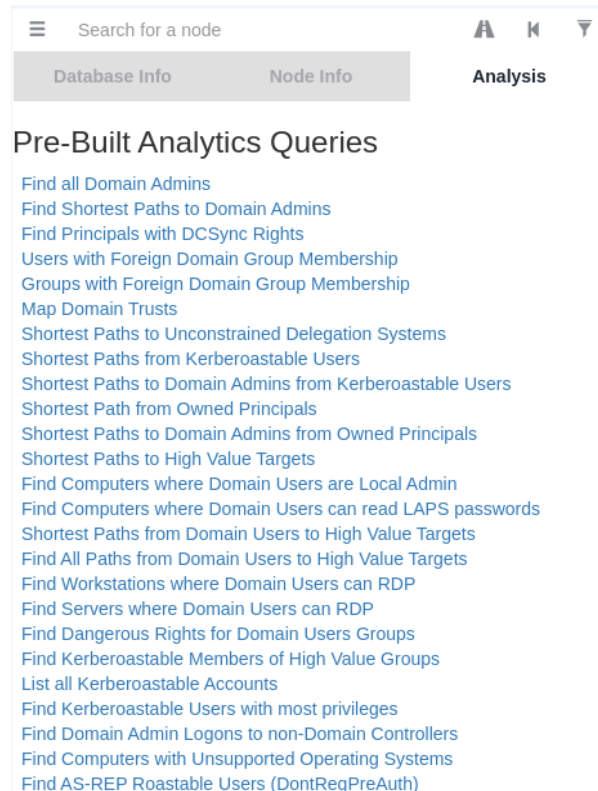 Search for a node
Database Info Node Info Analysis
Pre-Built Analytics Queries
Find all Domain Admins
Find Shortest Paths to Domain Admins
Find Principals with DCSync Rights
Users with Foreign Domain Group Membership
Groups with Foreign Domain Group Membership
Map Domain Trusts
Shortest Paths to Unconstrained Delegation Systems
Shortest Paths from Kerberoastable Users
Shortest Paths to Domain Admins from Kerberoastable Users
Shortest Path from Owned Principals
Shortest Paths to Domain Admins from Owned Principals
Shortest Paths to High Value Targets
Find Computers where Domain Users are Local Admin
Find Computers where Domain Users can read LAPS passwords
Shortest Paths from Domain Users to High Value Targets
Find All Paths from Domain Users to High Value Targets
Find Workstations where Domain Users can RDP
Find Servers where Domain Users can RDP
Find Dangerous Rights for Domain Users Groups
Find Kerberoastable Members of High Value Groups
List all Kerberoastable Accounts
Find Kerberoastable Users with most privileges
Find Domain Admin Logons to non-Domain Controllers
Find Computers with Unsupported Operating Systems
Find AS-REP Roastable Users (DontReqPreAuth)